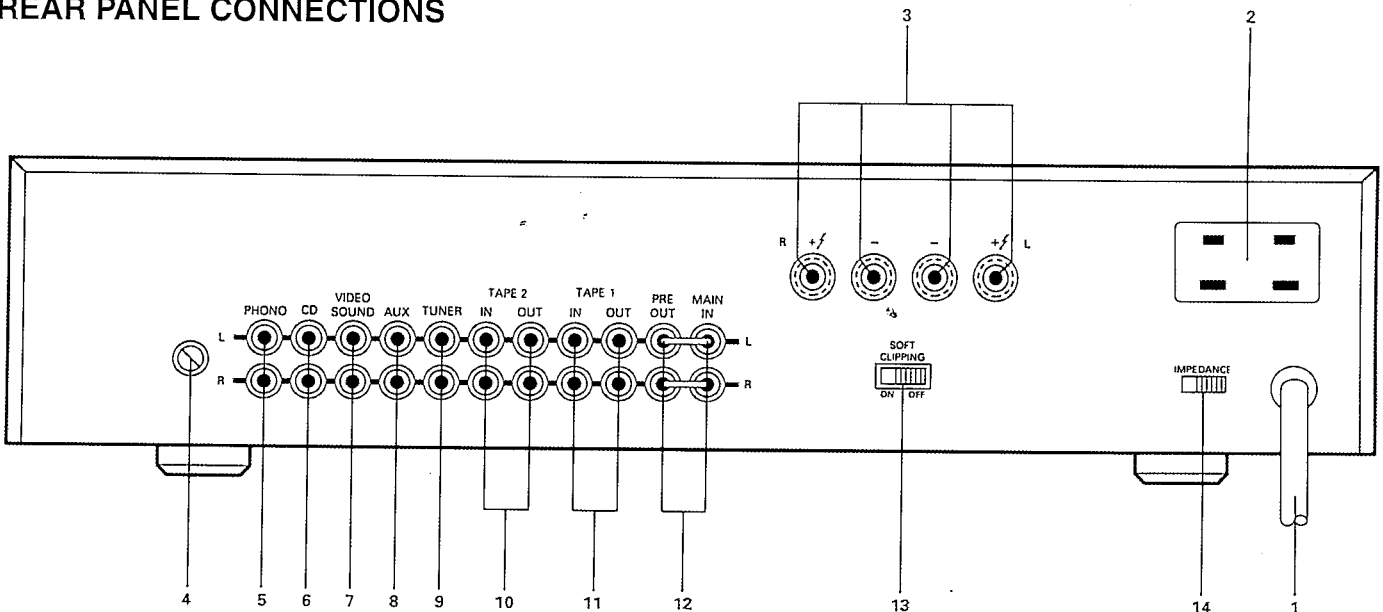 REAR PANEL CONNECTIONS
3 2
R + - - + L
TAPE 2 TAPE 1
PHONO CD VIDEO SOUND AUX TUNER IN OUT IN OUT PRE OUT MAIN IN
L L
R R
SOFT
CLIPPING
ON OFF
IMPEDANCE
4 5 6 7 8 9 10 11 12 13 14 1